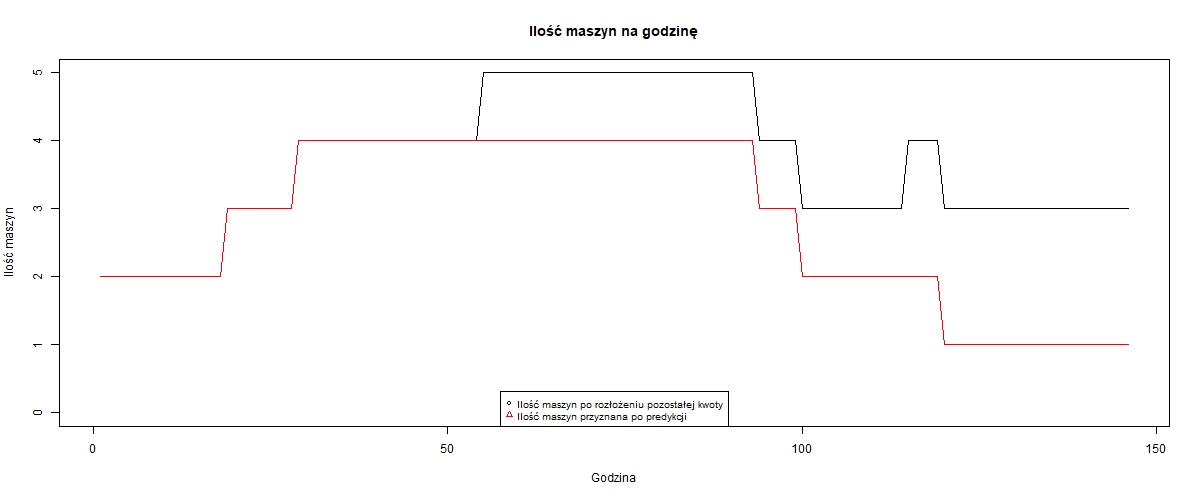 Ilość maszyn na godzinę
Ilość maszyn
5
4
3
2
1
0
Ilość maszyn po rozłożeniu pozostałej kwoty
Ilość maszyn przyznana po predykcji
0 50 100 150
Godzina